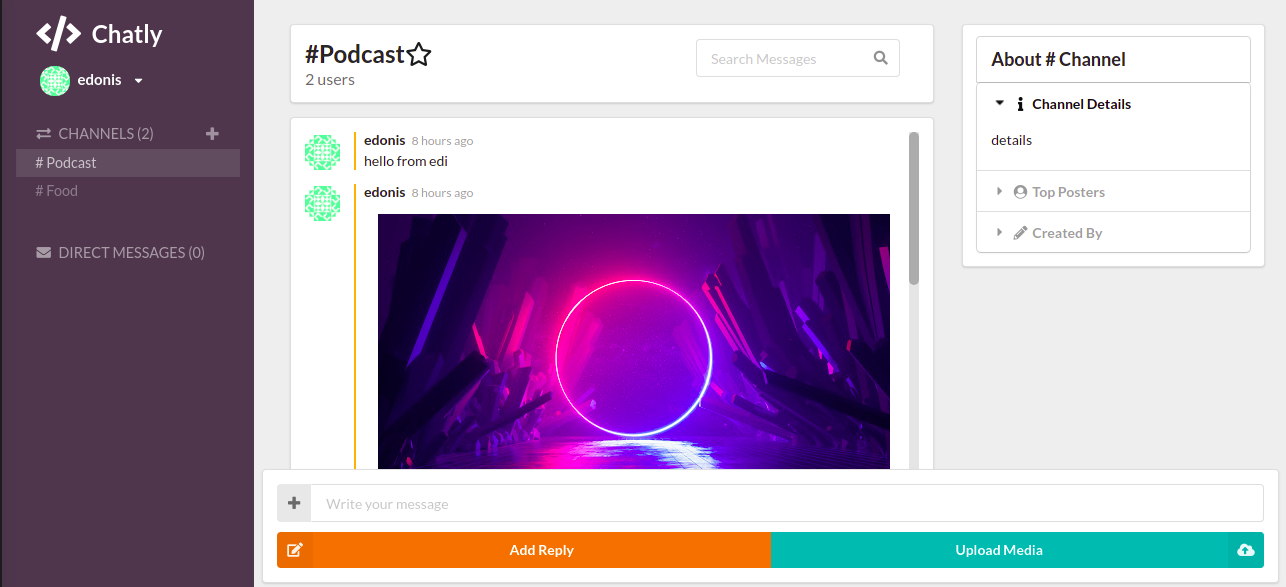 </> Chatly
edonis
CHANNELS (2)
# Podcast
# Food
DIRECT MESSAGES (0)
#Podcast
2 users
Search Messages
edonis 8 hours ago
hello from edi
edonis 8 hours ago
Write your message
Add Reply
Upload Media
About # Channel
Channel Details
details
Top Posters
Created By